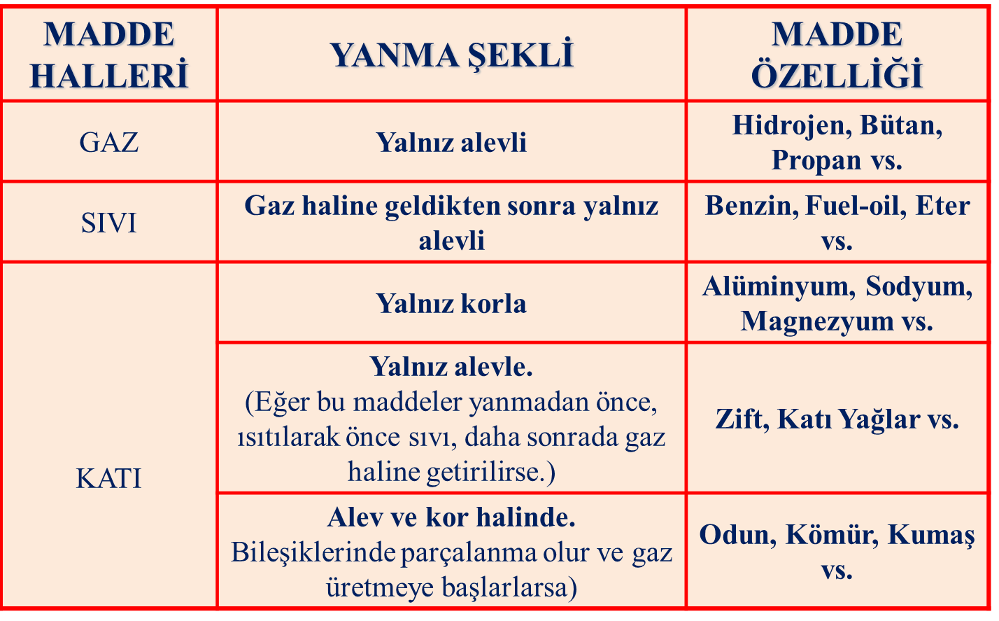 MADDE
HALLERİ
YANMA ŞEKLİ
MADDE
ÖZELLİĞİ
GAZ
Yalnız alevli
Hidrojen, Bütan,
Propan vs.
SIVI
Gaz haline geldikten sonra yalnız
alevli
Benzin, Fuel-oil, Eter
vs.
KATI
Yalnız korla
Alüminyum, Sodyum,
Magnezyum vs.
Yalnız alevle.
(Eğer bu maddeler yanmadan önce,
ısıtılarak önce sıvı, daha sonrada gaz
haline getirilirse.)
Zift, Katı Yağlar vs.
Alev ve kor halinde.
Bileşiklerinde parçalanma olur ve gaz
üretmeye başlarlarsa)
Odun, Kömür, Kumaş
vs.